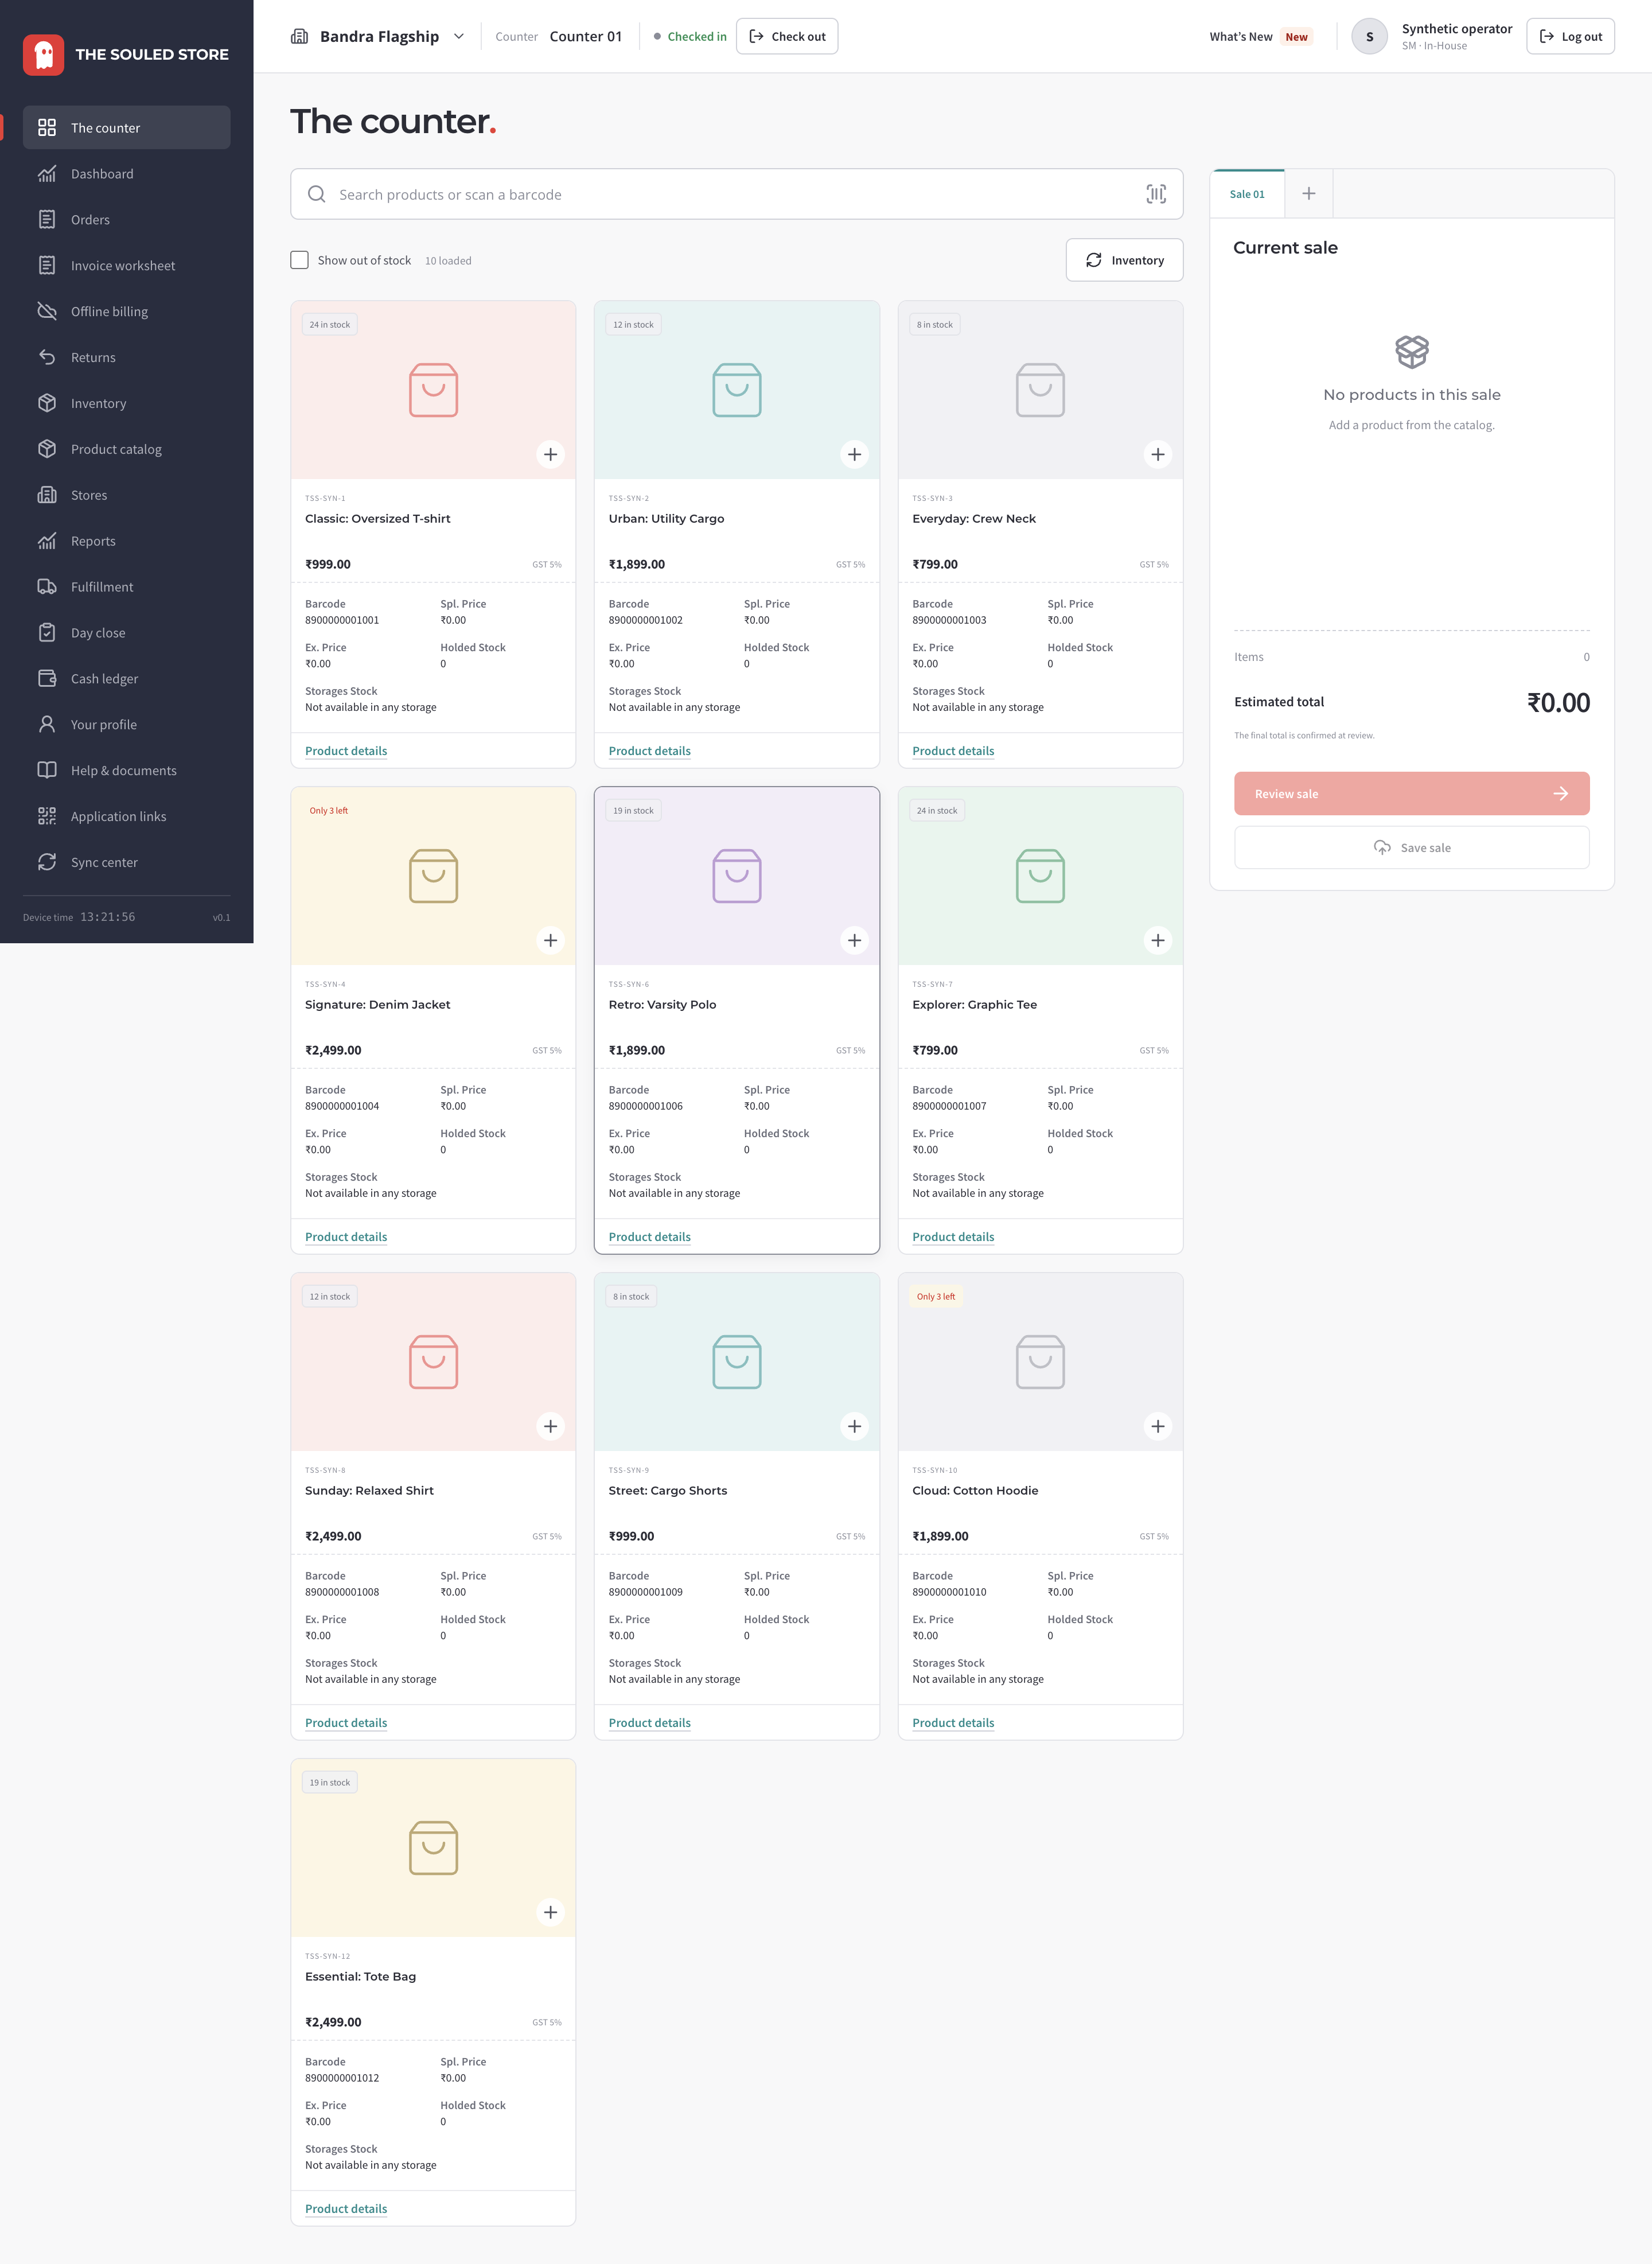 THE SOULED STORE
The counter
Dashboard
Orders
Invoice worksheet
Offline billing
Returns
Inventory
Product catalog
Stores
Reports
Fulfillment
Day close
Cash ledger
Your profile
Help & documents
Application links
Sync center
Device time 13:21:56 v0.1
Bandra Flagship Counter Counter 01 Checked in Check out What's New New S Synthetic operator Log out
SM · In-House
The counter.
Search products or scan a barcode
Show out of stock 10 loaded Inventory
24 in stock 12 in stock 8 in stock
TSS-SYN-1 TSS-SYN-2 TSS-SYN-3
Classic: Oversized T-shirt Urban: Utility Cargo Everyday: Crew Neck
₹999.00 GST 5% ₹1,899.00 GST 5% ₹799.00 GST 5%
Barcode Spl. Price Barcode Spl. Price Barcode Spl. Price
8900000001001 ₹0.00 8900000001002 ₹0.00 8900000001003 ₹0.00
Ex. Price Holded Stock Ex. Price Holded Stock Ex. Price Holded Stock
₹0.00 0 ₹0.00 0 ₹0.00 0
Storages Stock Storages Stock Storages Stock
Not available in any storage Not available in any storage Not available in any storage
Product details Product details Product details
Only 3 left 19 in stock 24 in stock
TSS-SYN-4 TSS-SYN-6 TSS-SYN-7
Signature: Denim Jacket Retro: Varsity Polo Explorer: Graphic Tee
₹2,499.00 GST 5% ₹1,899.00 GST 5% ₹799.00 GST 5%
Barcode Spl. Price Barcode Spl. Price Barcode Spl. Price
8900000001004 ₹0.00 8900000001006 ₹0.00 8900000001007 ₹0.00
Ex. Price Holded Stock Ex. Price Holded Stock Ex. Price Holded Stock
₹0.00 0 ₹0.00 0 ₹0.00 0
Storages Stock Storages Stock Storages Stock
Not available in any storage Not available in any storage Not available in any storage
Product details Product details Product details
12 in stock 8 in stock Only 3 left
TSS-SYN-8 TSS-SYN-9 TSS-SYN-10
Sunday: Relaxed Shirt Street: Cargo Shorts Cloud: Cotton Hoodie
₹2,499.00 GST 5% ₹999.00 GST 5% ₹1,899.00 GST 5%
Barcode Spl. Price Barcode Spl. Price Barcode Spl. Price
8900000001008 ₹0.00 8900000001009 ₹0.00 8900000001010 ₹0.00
Ex. Price Holded Stock Ex. Price Holded Stock Ex. Price Holded Stock
₹0.00 0 ₹0.00 0 ₹0.00 0
Storages Stock Storages Stock Storages Stock
Not available in any storage Not available in any storage Not available in any storage
Product details Product details Product details
19 in stock
TSS-SYN-12
Essential: Tote Bag
₹2,499.00 GST 5%
Barcode Spl. Price
8900000001012 ₹0.00
Ex. Price Holded Stock
₹0.00 0
Storages Stock
Not available in any storage
Product details
Sale 01
Current sale
No products in this sale
Add a product from the catalog.
Items 0
Estimated total ₹0.00
The final total is confirmed at review.
Review sale
Save sale